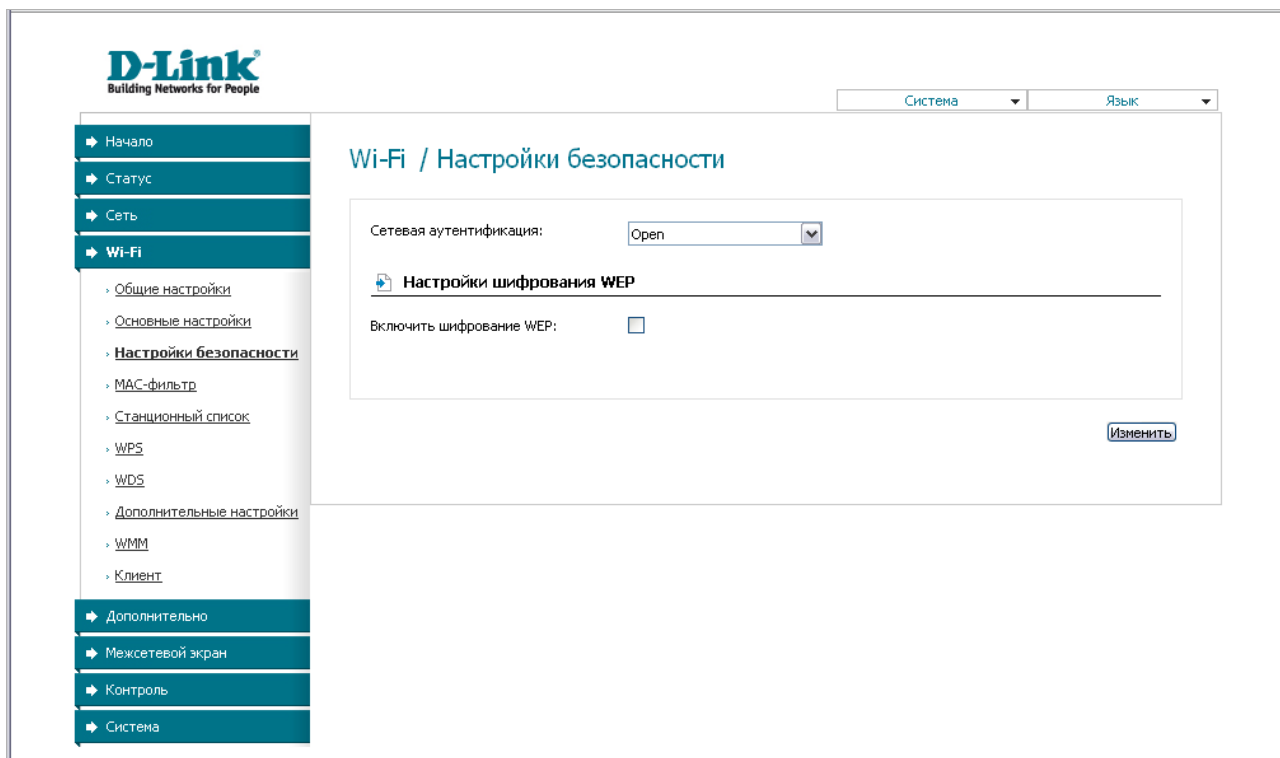 D-Link
Building Networks for People
Система
Язык
Начало
Статус
Сеть
Wi-Fi
Общие настройки
Основные настройки
Настройки безопасности
MAC-фильтр
Станционный список
WPS
WDS
Дополнительные настройки
WMM
Клиент
Дополнительно
Межсетевой экран
Контроль
Система
Wi-Fi / Настройки безопасности
Сетевая аутентификация:
Open
Настройки шифрования WEP
Включить шифрование WEP:
Изменить